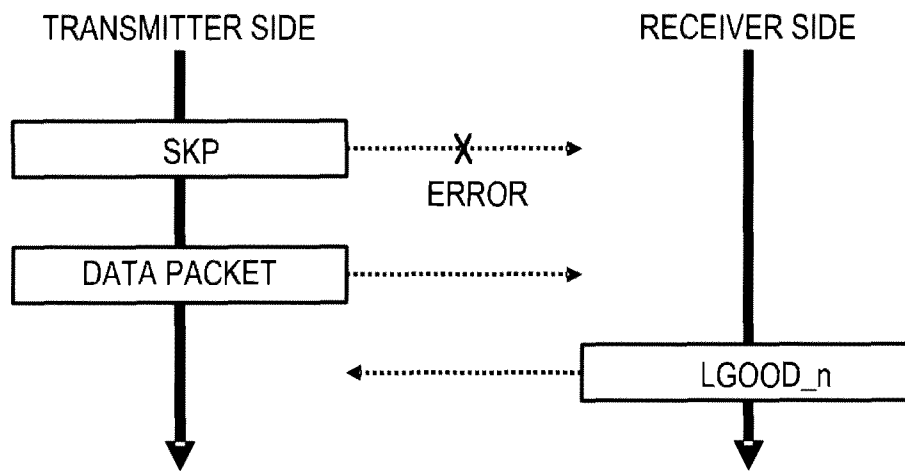 TRANSMITTER SIDE
RECEIVER SIDE
SKP
X
ERROR
DATA PACKET
LGOOD_n